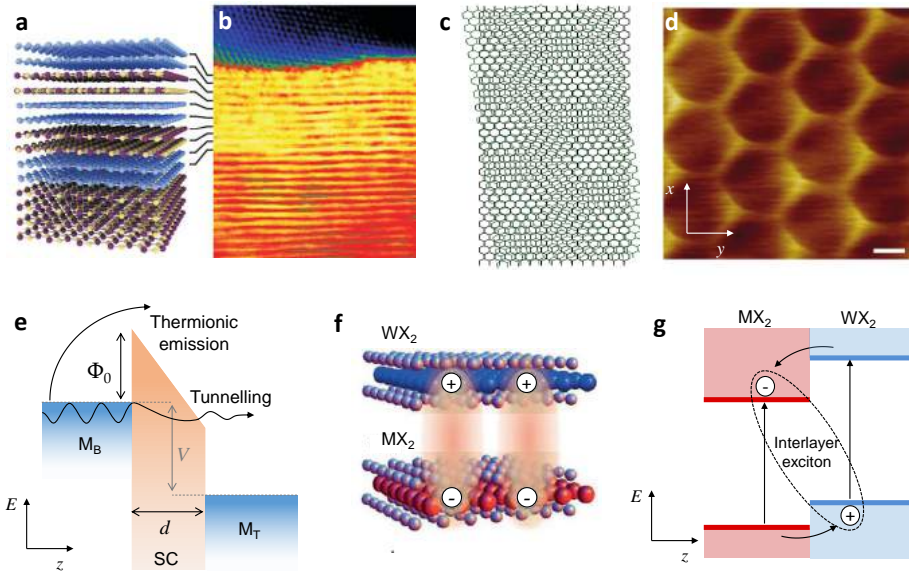 a
b
c
d
x
y
e
Thermionic
emission
Φ0
Tunnelling
MB
V
E
d
MT
z
SC
f
WX2
+ +
MX2
- -
g
MX2
WX2
-
Interlayer
exciton
E
+
z